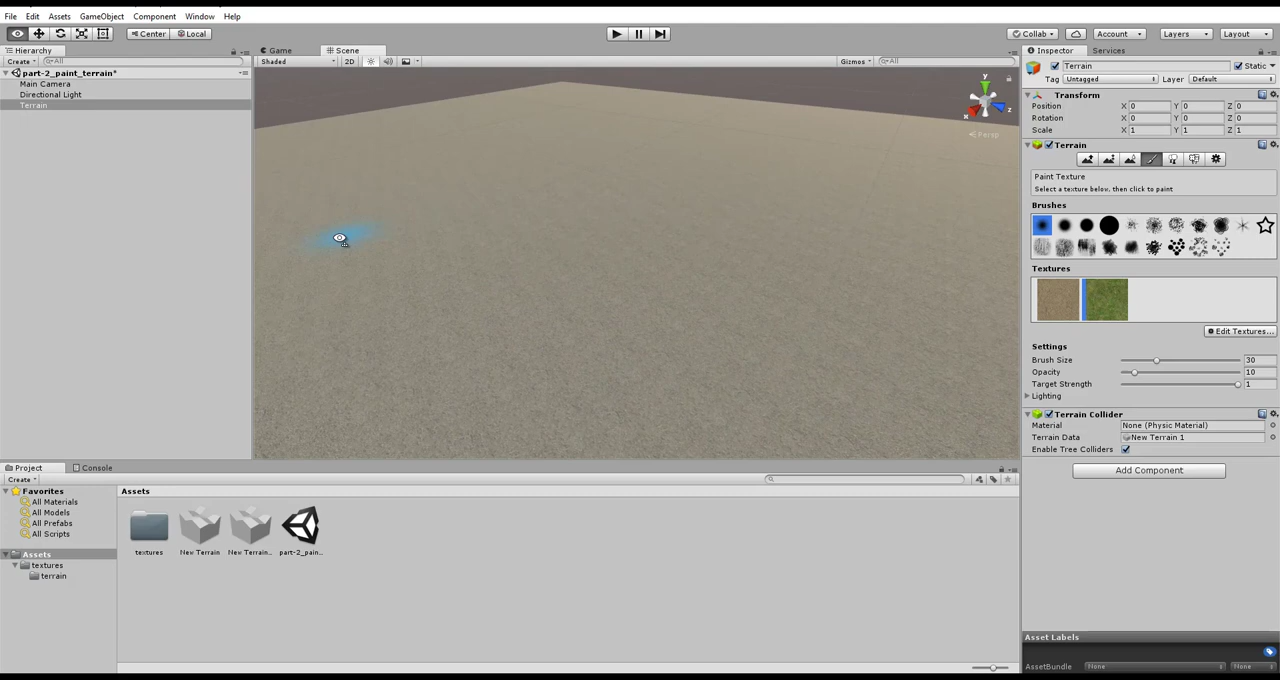 File Edit Assets GameObject Component Window Help
Center Local Collab Account Layers Layout
Hierarchy Game Scene Inspector Services
Create All Shaded 2D Gizmos All
Terrain Static
Tag Untagged Layer Default
part-2_paint_terrain*
Main Camera
Directional Light
Terrain
y
x
z
Persp
Transform
Position X 0 Y 0 Z 0
Rotation X 0 Y 0 Z 0
Scale X 1 Y 1 Z 1
Terrain
Paint Texture
Select a texture below, then click to paint
Brushes
Textures
Edit Textures...
Settings
Brush Size 30
Opacity 10
Target Strength 1
Lighting
Terrain Collider
Material None (Physic Material)
Terrain Data New Terrain 1
Enable Tree Colliders
Add Component
Project Console
Create
Favorites
All Materials
All Models
All Prefabs
All Scripts
Assets
textures
terrain
Assets
textures New Terrain New Terrain.. part-2_pain...
Asset Labels
AssetBundle None None